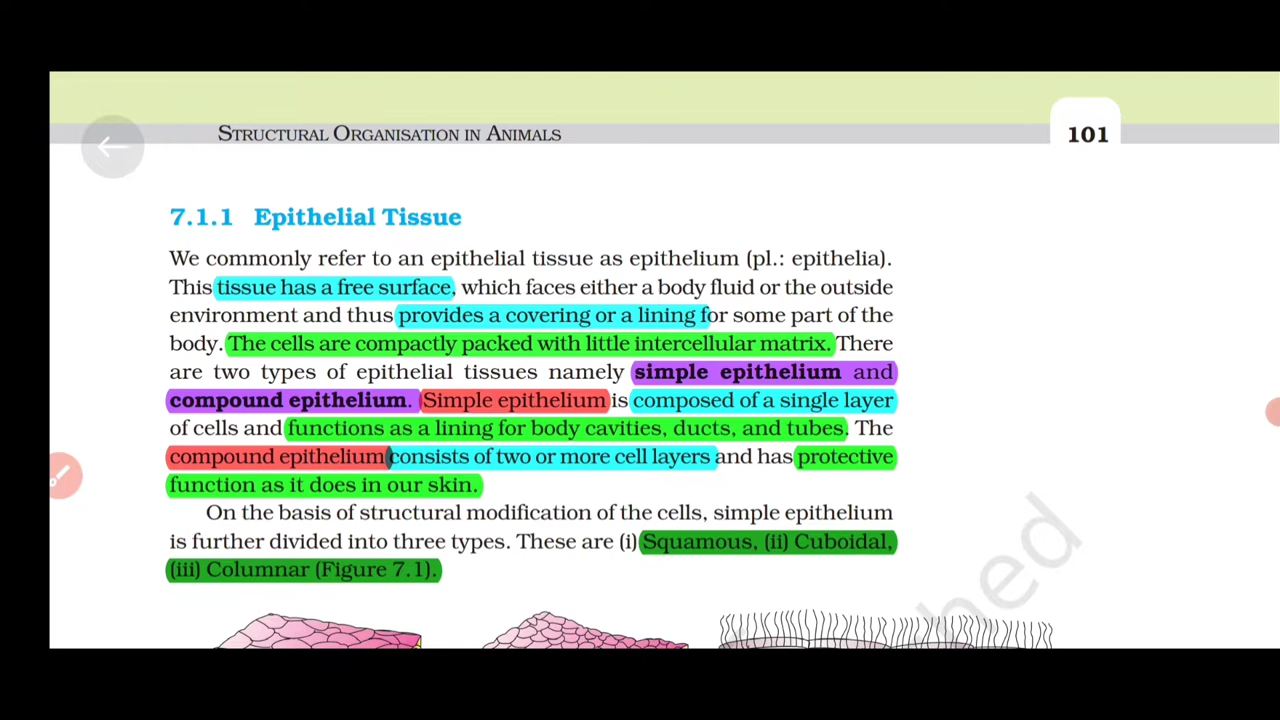 STRUCTURAL ORGANISATION IN ANIMALS
101
7.1.1 Epithelial Tissue
We commonly refer to an epithelial tissue as epithelium (pl.: epithelia).
This tissue has a free surface, which faces either a body fluid or the outside
environment and thus provides a covering or a lining for some part of the
body. The cells are compactly packed with little intercellular matrix. There
are two types of epithelial tissues namely simple epithelium and
compound epithelium. Simple epithelium is composed of a single layer
of cells and functions as a lining for body cavities, ducts, and tubes. The
compound epithelium consists of two or more cell layers and has protective
function as it does in our skin.
On the basis of structural modification of the cells, simple epithelium
is further divided into three types. These are (i) Squamous, (ii) Cuboidal,
(iii) Columnar (Figure 7.1).